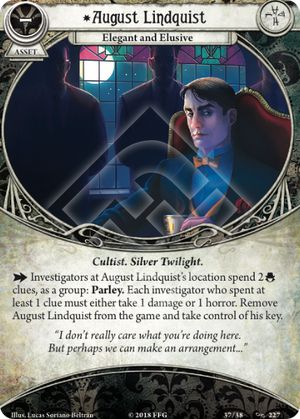 August Lindquist
ASSET
Elegant and Elusive
Cultist. Silver Twilight.
Investigators at August Lindquist's location spend 2
clues, as a group: Parley. Each investigator who spent at
least 1 clue must either take 1 damage or 1 horror. Remove
August Lindquist from the game and take control of his key.
"I don't really care what you're doing here.
But perhaps we can make an arrangement..."
Illus. Lucas Soriano Beltrán
© 2018 FFG
37/38
227